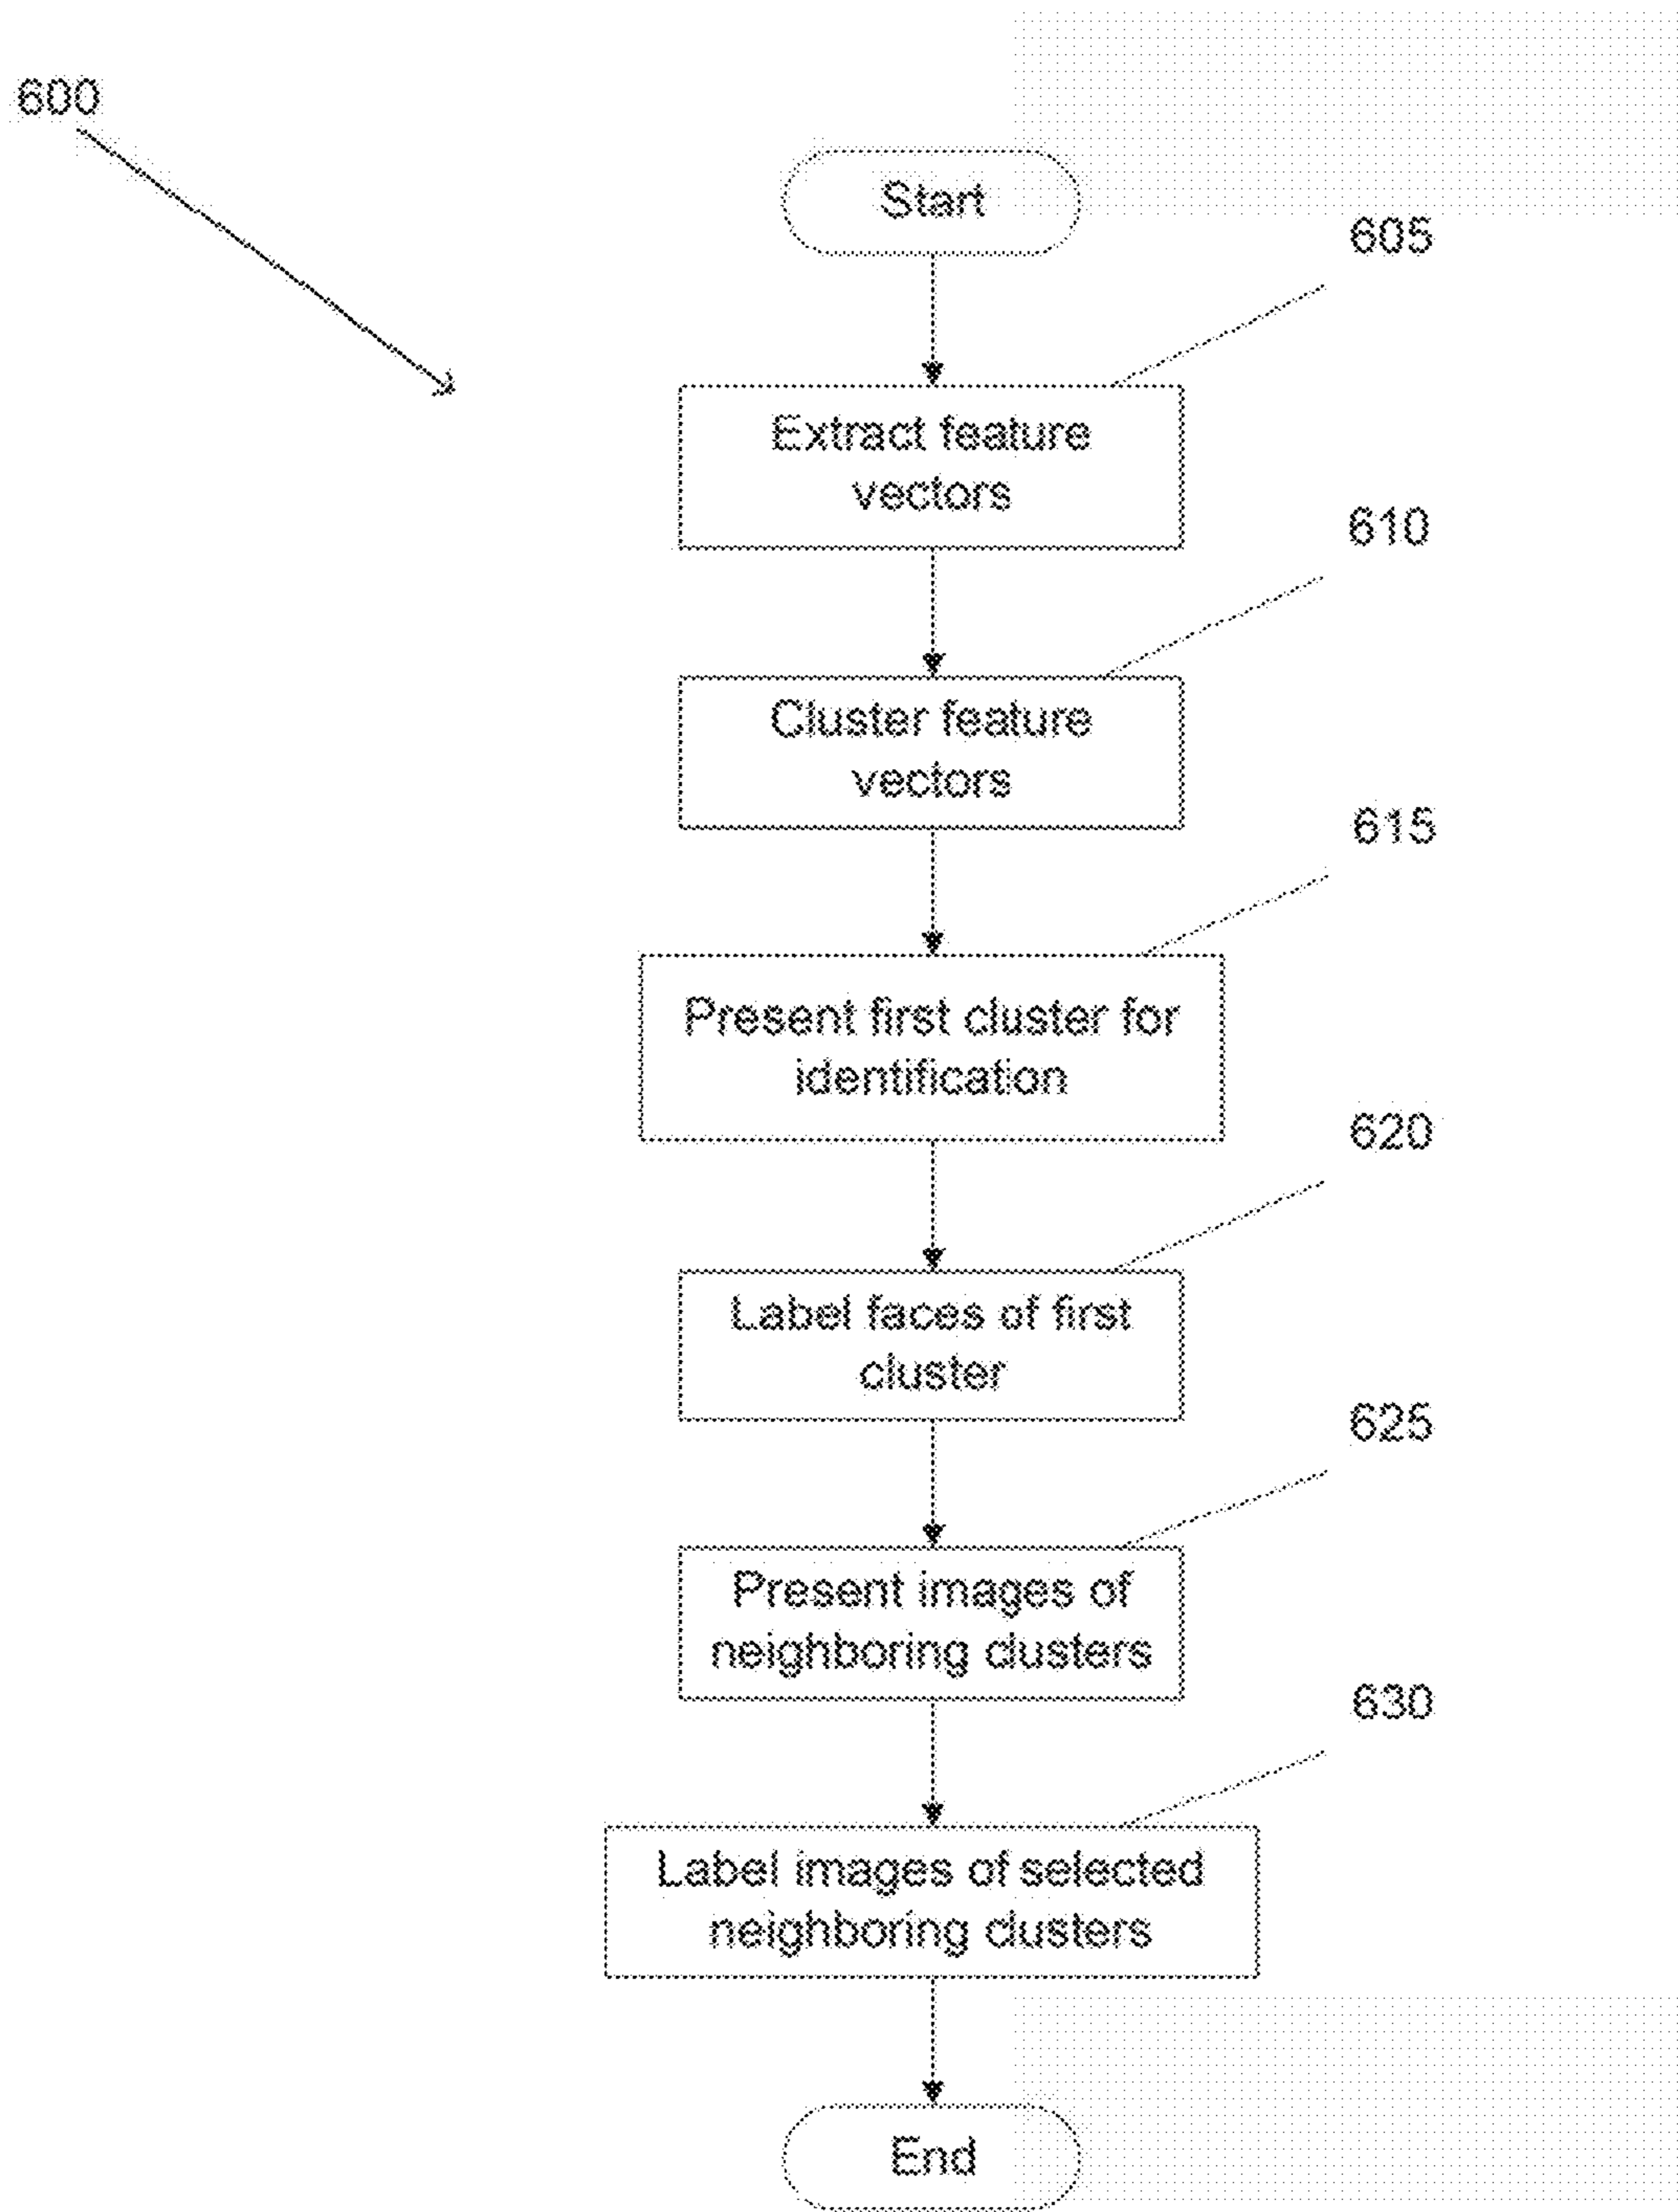 600
Start
605
Extract feature
vectors
610
Cluster feature
vectors
615
Present first cluster for
identification
620
Label faces of first
cluster
625
Present images of
neighboring clusters
630
Label images of selected
neighboring clusters
End